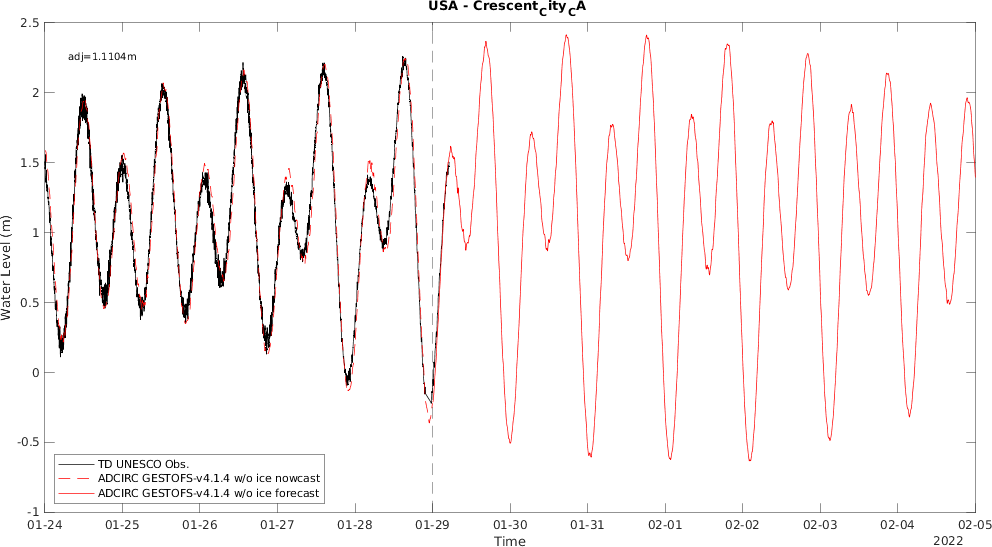 USA - Crescent_City_CA
adj=1.1104m
2.5
2
1.5
1
0.5
0
-0.5
-1
Water Level (m)
TD UNESCO Obs.
ADCIRC GESTOFS-v4.1.4 w/o ice nowcast
ADCIRC GESTOFS-v4.1.4 w/o ice forecast
01-24 01-25 01-26 01-27 01-28 01-29 01-30 01-31 02-01 02-02 02-03 02-04 02-05
Time
2022